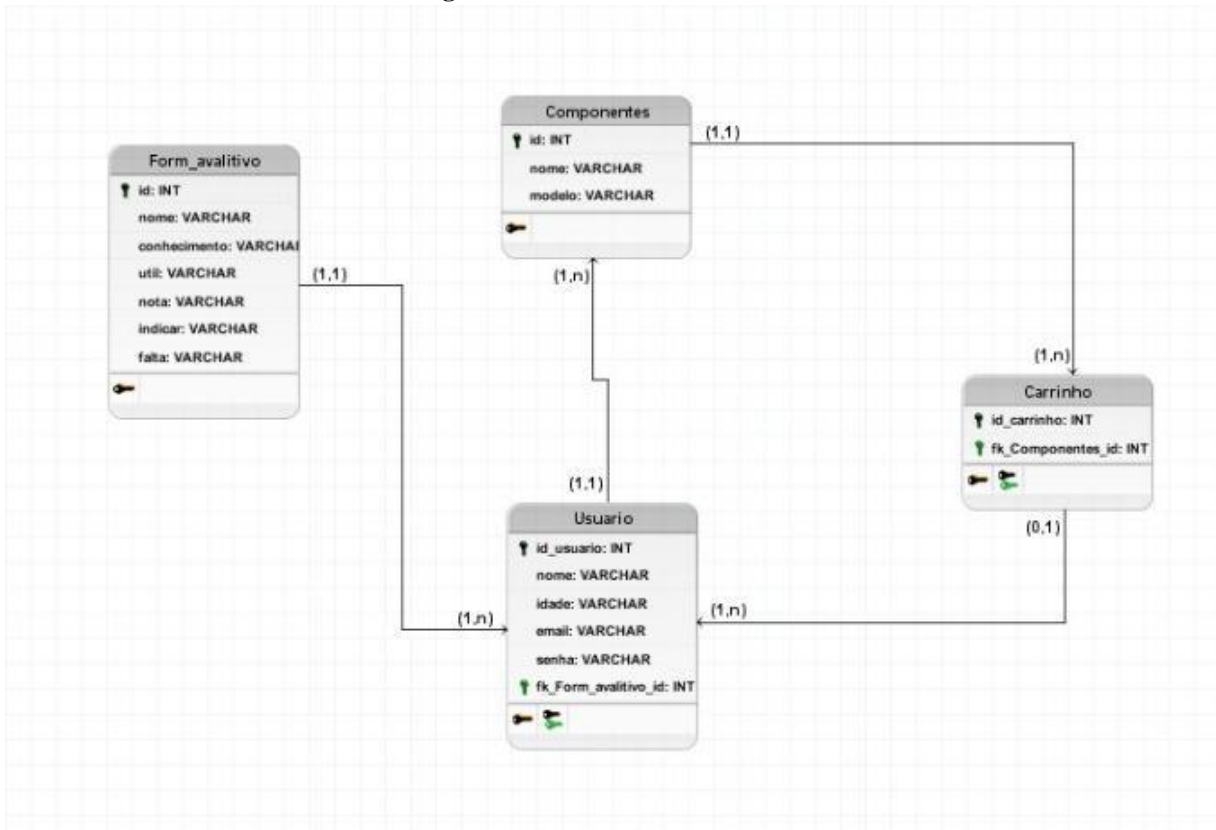 Componentes
id: INT
nome: VARCHAR
modelo: VARCHAR
(1,1)
(1,n)
Form_avalitivo
id: INT
nome: VARCHAR
conhecimento: VARCHAI
util: VARCHAR
nota: VARCHAR
indicar: VARCHAR
falta: VARCHAR
(1,1)
(1,n)
Carrinho
id_carrinho: INT
fk_Componentes_id: INT
(0,1)
(1,1)
Usuario
id_usuario: INT
nome: VARCHAR
idade: VARCHAR
email: VARCHAR
senha: VARCHAR
fk_Form_avalitivo_id: INT
(1,n)
(1,n)